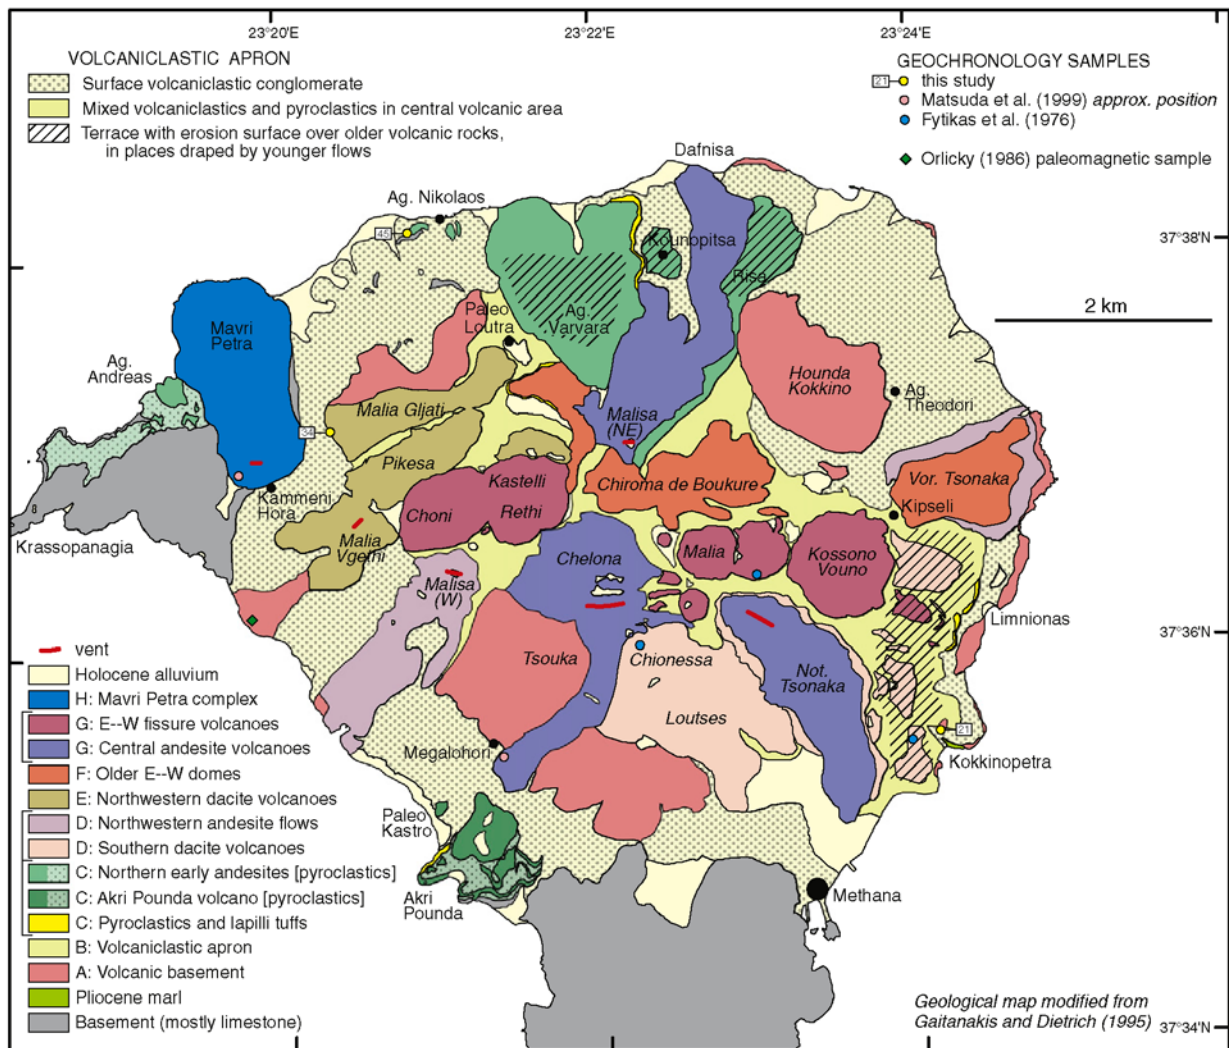 23°20'E
23°22'E
23°24'E
VOLCANICLASTIC APRON
Surface volcaniclastic conglomerate
Mixed volcaniclastics and pyroclastics in central volcanic area
Terrace with erosion surface over older volcanic rocks,
in places draped by younger flows
GEOCHRONOLOGY SAMPLES
21 this study
Matsuda et al. (1999) approx. position
Fytikas et al. (1976)
Orlicky (1986) paleomagnetic sample
Dafnisa
Ag. Nikolaos
45
Kounopitsa
37°38'N
Risa
2 km
Mavri
Petra
Paleo
Loutra
Ag.
Varvara
Ag.
Andreas
Hounda
Kokkino
Ag.
Theodori
Malia Gljati
Malisa
(NE)
34
Pikesa
Kastelli
Chiroma de Boukure
Vor. Tsonaka
Kammeni
Hora
Choni
Rethi
Kipseli
Krassopanagia
Malia
Vgethi
Chelona
Malia
Kossono
Vouno
Malisa
(W)
Limnionas
37°36'N
Tsouka
Chionessa
Not.
Tsonaka
Loutses
21
Megalohori
Kokkinopetra
Paleo
Kastro
Akri
Pounda
Methana
vent
Holocene alluvium
H: Mavri Petra complex
G: E--W fissure volcanoes
G: Central andesite volcanoes
F: Older E--W domes
E: Northwestern dacite volcanoes
D: Northwestern andesite flows
D: Southern dacite volcanoes
C: Northern early andesites [pyroclastics]
C: Akri Pounda volcano [pyroclastics]
C: Pyroclastics and lapilli tuffs
B: Volcaniclastic apron
A: Volcanic basement
Pliocene marl
Basement (mostly limestone)
Geological map modified from
Gaitanakis and Dietrich (1995)
37°34'N